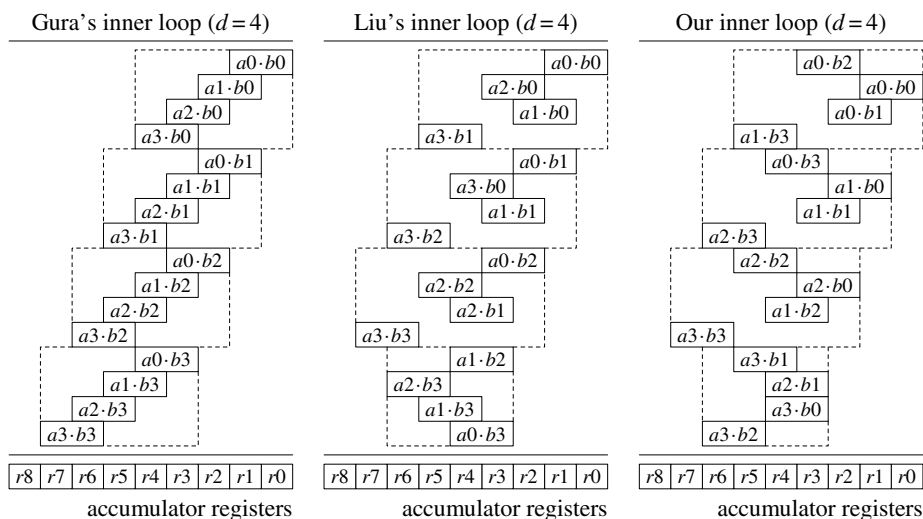 Gura's inner loop (d=4)
Liu's inner loop (d=4)
Our inner loop (d=4)
a0·b0
a1·b0
a2·b0
a3·b0
a0·b1
a1·b1
a2·b1
a3·b1
a0·b2
a1·b2
a2·b2
a3·b2
a0·b3
a1·b3
a2·b3
a3·b3
r8 r7 r6 r5 r4 r3 r2 r1 r0
accumulator registers
a0·b0
a2·b0
a1·b0
a3·b1
a0·b1
a3·b0
a1·b1
a3·b2
a0·b2
a2·b2
a2·b1
a3·b3
a1·b2
a2·b3
a1·b3
a0·b3
r8 r7 r6 r5 r4 r3 r2 r1 r0
accumulator registers
a0·b2
a0·b0
a0·b1
a1·b3
a0·b3
a1·b0
a1·b1
a2·b3
a2·b2
a2·b0
a1·b2
a3·b3
a3·b1
a2·b1
a3·b0
a3·b2
r8 r7 r6 r5 r4 r3 r2 r1 r0
accumulator registers